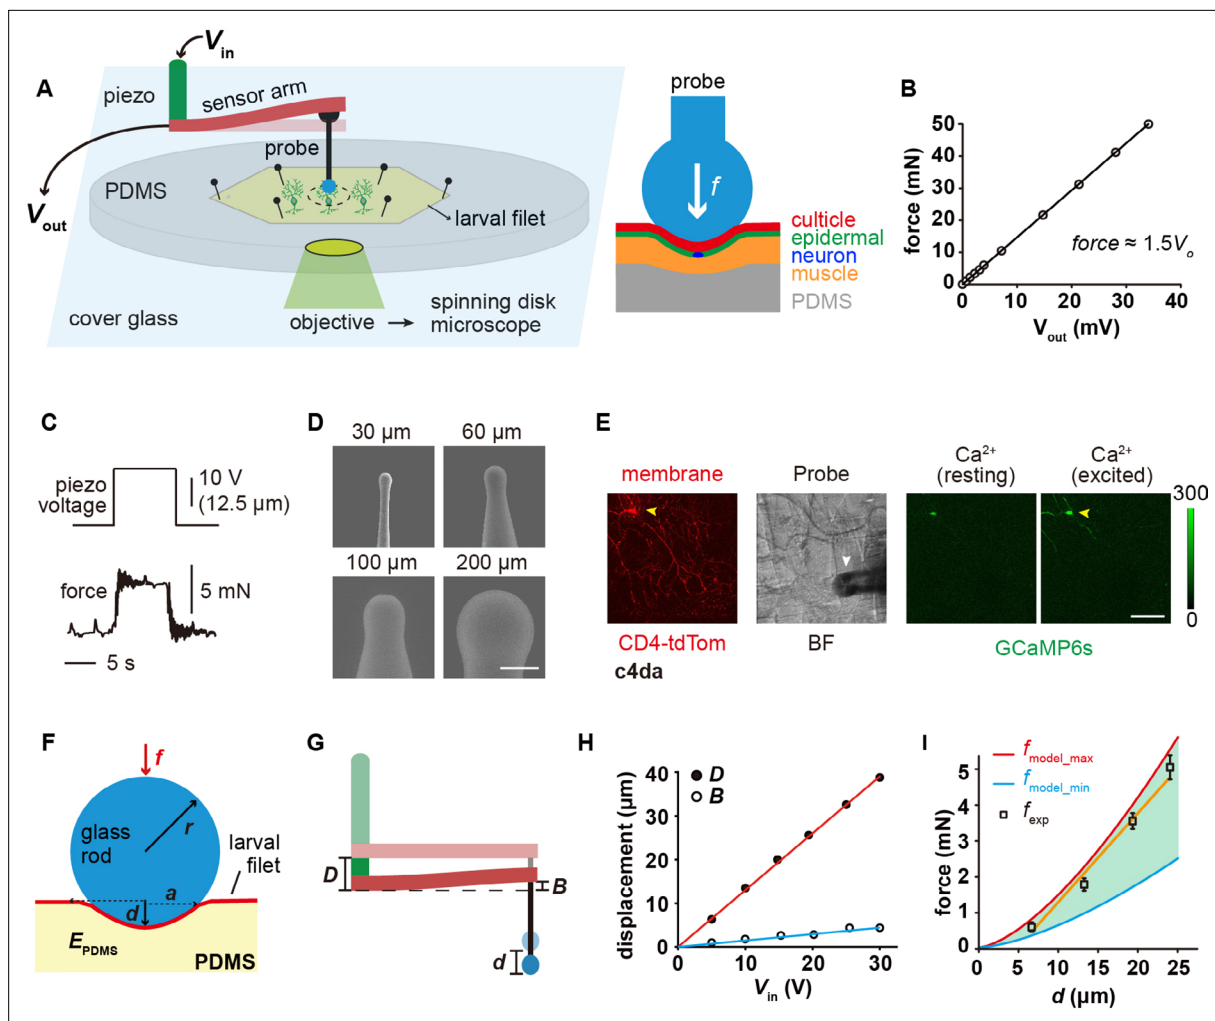 A
V_in
piezo
sensor arm
probe
PDMS
V_out
larval filet
cover glass
objective
spinning disk
microscope
probe
f
culticle
epidermal
neuron
muscle
PDMS
B
force (mN)
50
40
30
20
10
0
0 10 20 30 40
V_out (mV)
force ≈ 1.5V_o
C
piezo
voltage
10 V
(12.5 µm)
force
5 mN
5 s
D
30 µm
60 µm
100 µm
200 µm
E
membrane
Probe
Ca²⁺
(resting)
Ca²⁺
(excited)
300
0
CD4-tdTom
BF
GCaMP6s
c4da
F
f
glass
rod
r
larval
filet
a
d
E_PDMS
PDMS
G
D
B
d
H
D
B
displacement (µm)
40
30
20
10
0
0 10 20 30
V_in (V)
I
f_model_max
f_model_min
f_exp
force (mN)
5
4
3
2
1
0
0 5 10 15 20 25
d (µm)